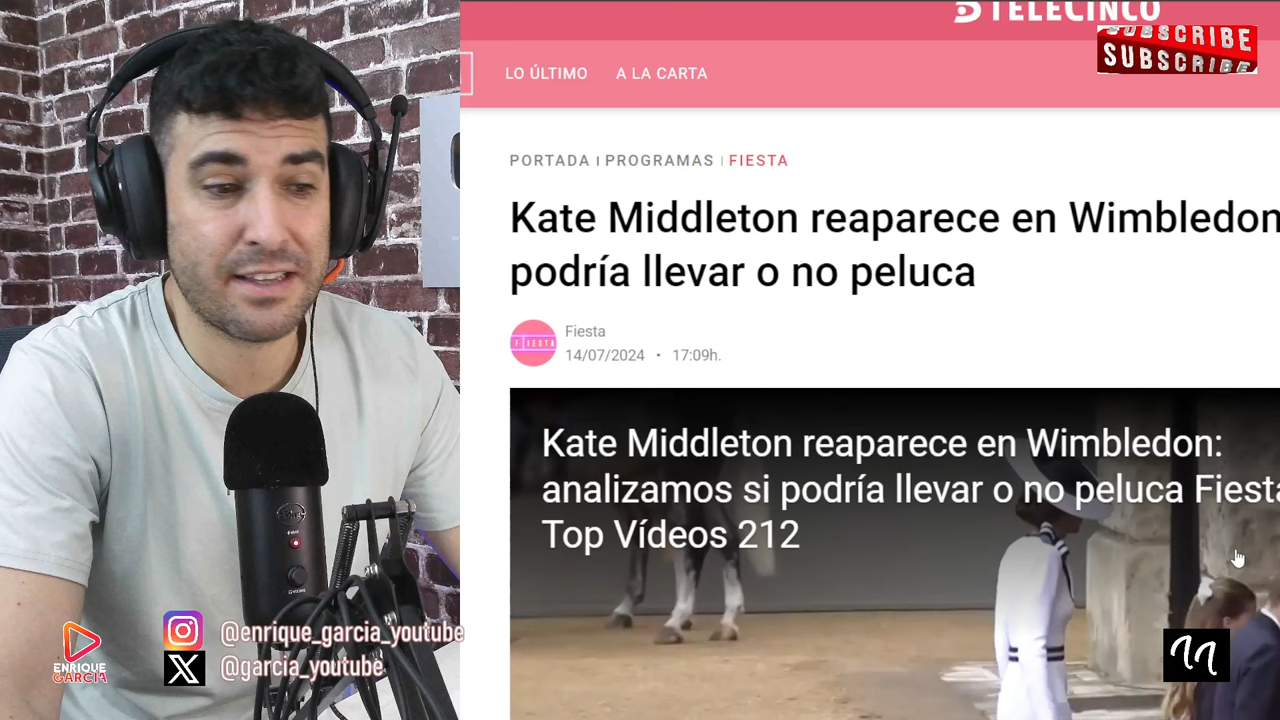 TELECINCO
SUBSCRIBE
SUBSCRIBE
LO ÚLTIMO A LA CARTA
PORTADA | PROGRAMAS | FIESTA
Kate Middleton reaparece en Wimbledon
podría llevar o no peluca
Fiesta
FIESTA
14/07/2024 • 17:09h.
Kate Middleton reaparece en Wimbledon:
analizamos si podría llevar o no peluca Fiesta
Top Vídeos 212
@enrique_garcia_youtube
@garcia_youtube
ENRIQUE
GARCIA